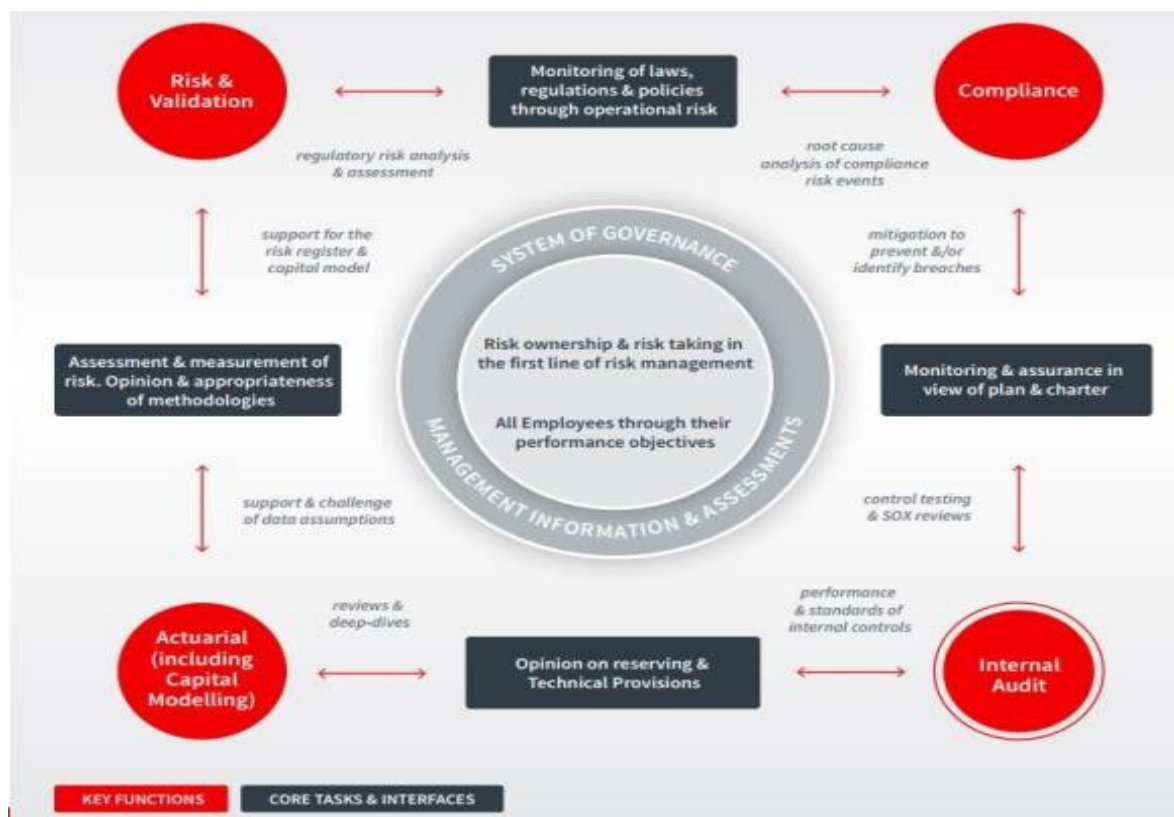 Risk &
Validation
Monitoring of laws,
regulations & policies
through operational risk
Compliance
regulatory risk analysis
& assessment
root cause
analysis of compliance
risk events
support for the
risk register &
capital model
mitigation to
prevent &/or
identify breaches
SYSTEM OF GOVERNANCE
Risk ownership & risk taking in
the first line of risk management
All Employees through their
performance objectives
MANAGEMENT INFORMATION & ASSESSMENTS
Assessment & measurement of
risk. Opinion & appropriateness
of methodologies
Monitoring & assurance in
view of plan & charter
support & challenge
of data assumptions
control testing
& SOX reviews
reviews &
deep-dives
performance
& standards of
internal controls
Actuarial
(including
Capital
Modelling)
Opinion on reserving &
Technical Provisions
Internal
Audit
KEY FUNCTIONS
CORE TASKS & INTERFACES